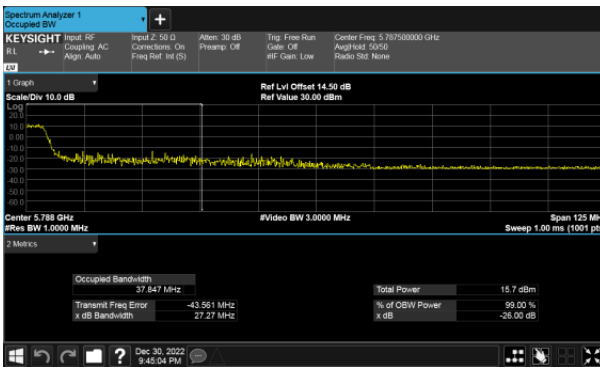 Spectrum Analyzer 1
Occupied BW
+
KEYSIGHT Input: RF Input Z: 50 Ω Atten: 30 dB Trig: Free Run Center Freq: 5.787500000 GHz
RL Coupling: AC Corrections: On Preamp: Off Gate: Off Avg|Hold: 50/50
Align: Auto Freq Ref: Int (S) #IF Gain: Low Radio Std: None
LXI
1 Graph Ref Lvl Offset 14.50 dB
Scale/Div 10.0 dB Ref Value 30.00 dBm
Log
20.0
10.0
0.00
-10.0
-20.0
-30.0
-40.0
-50.0
-60.0
Center 5.788 GHz #Video BW 3.0000 MHz Span 125 MH
#Res BW 1.0000 MHz Sweep 1.00 ms (1001 pts
2 Metrics
Occupied Bandwidth
37.847 MHz Total Power 15.7 dBm
Transmit Freq Error -43.561 MHz % of OBW Power 99.00 %
x dB Bandwidth 27.27 MHz x dB -26.00 dB
? Dec 30, 2022
9:45:04 PM